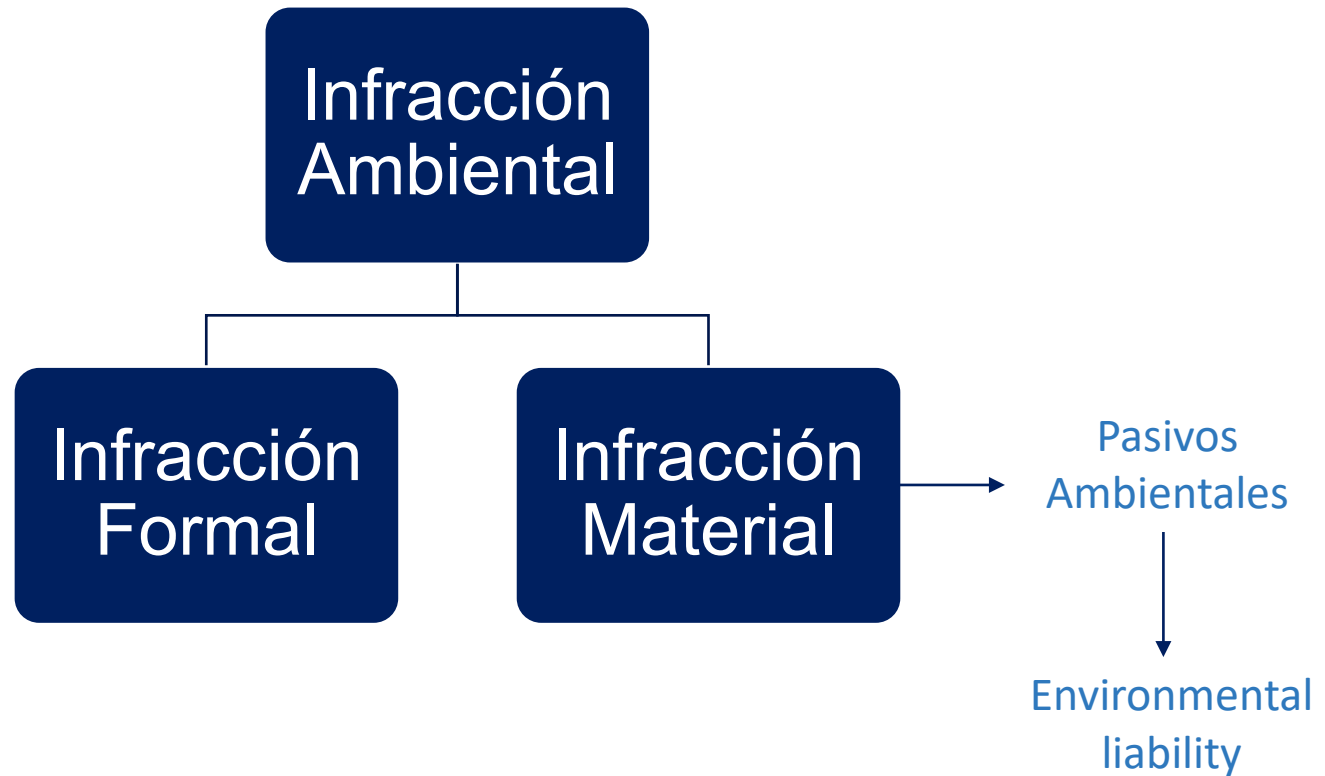 Infracción
Ambiental
Infracción
Formal
Infracción
Material
Pasivos
Ambientales
Environmental
liability